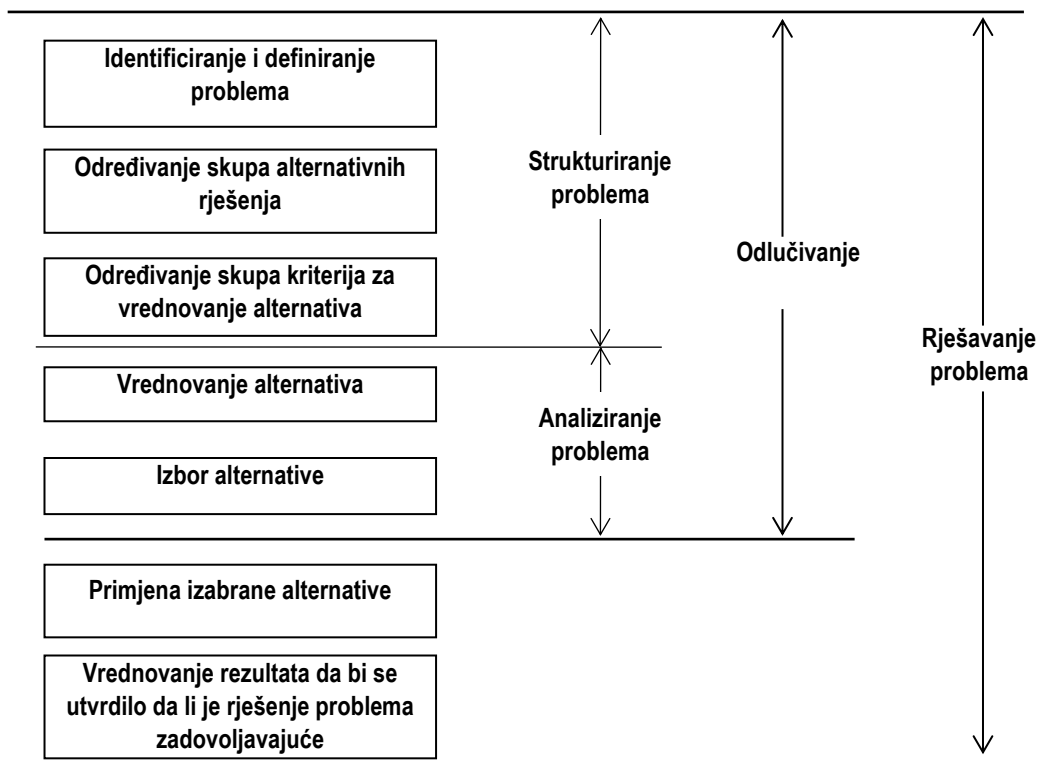 Identificiranje i definiranje
problema
Određivanje skupa alternativnih
rješenja
Određivanje skupa kriterija za
vrednovanje alternativa
Vrednovanje alternativa
Izbor alternative
Primjena izabrane alternative
Vrednovanje rezultata da bi se
utvrdilo da li je rješenje problema
zadovoljavajuće
Strukturiranje
problema
Analiziranje
problema
Odlučivanje
Rješavanje
problema